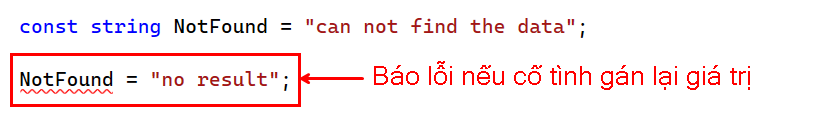 const string NotFound = "can not find the data";
NotFound = "no result"; Báo lỗi nếu cố tình gán lại giá trị